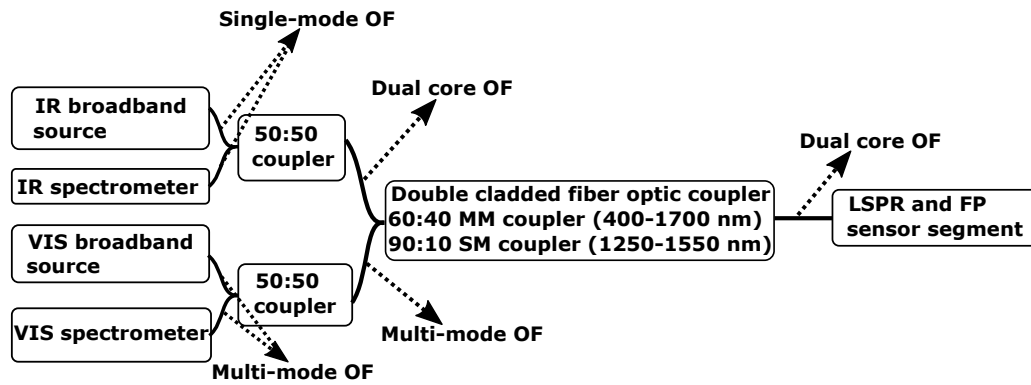 Single-mode OF
Dual core OF
IR broadband
source
50:50
coupler
IR spectrometer
Dual core OF
Double cladded fiber optic coupler
60:40 MM coupler (400-1700 nm)
90:10 SM coupler (1250-1550 nm)
LSPR and FP
sensor segment
VIS broadband
source
50:50
coupler
VIS spectrometer
Multi-mode OF
Multi-mode OF